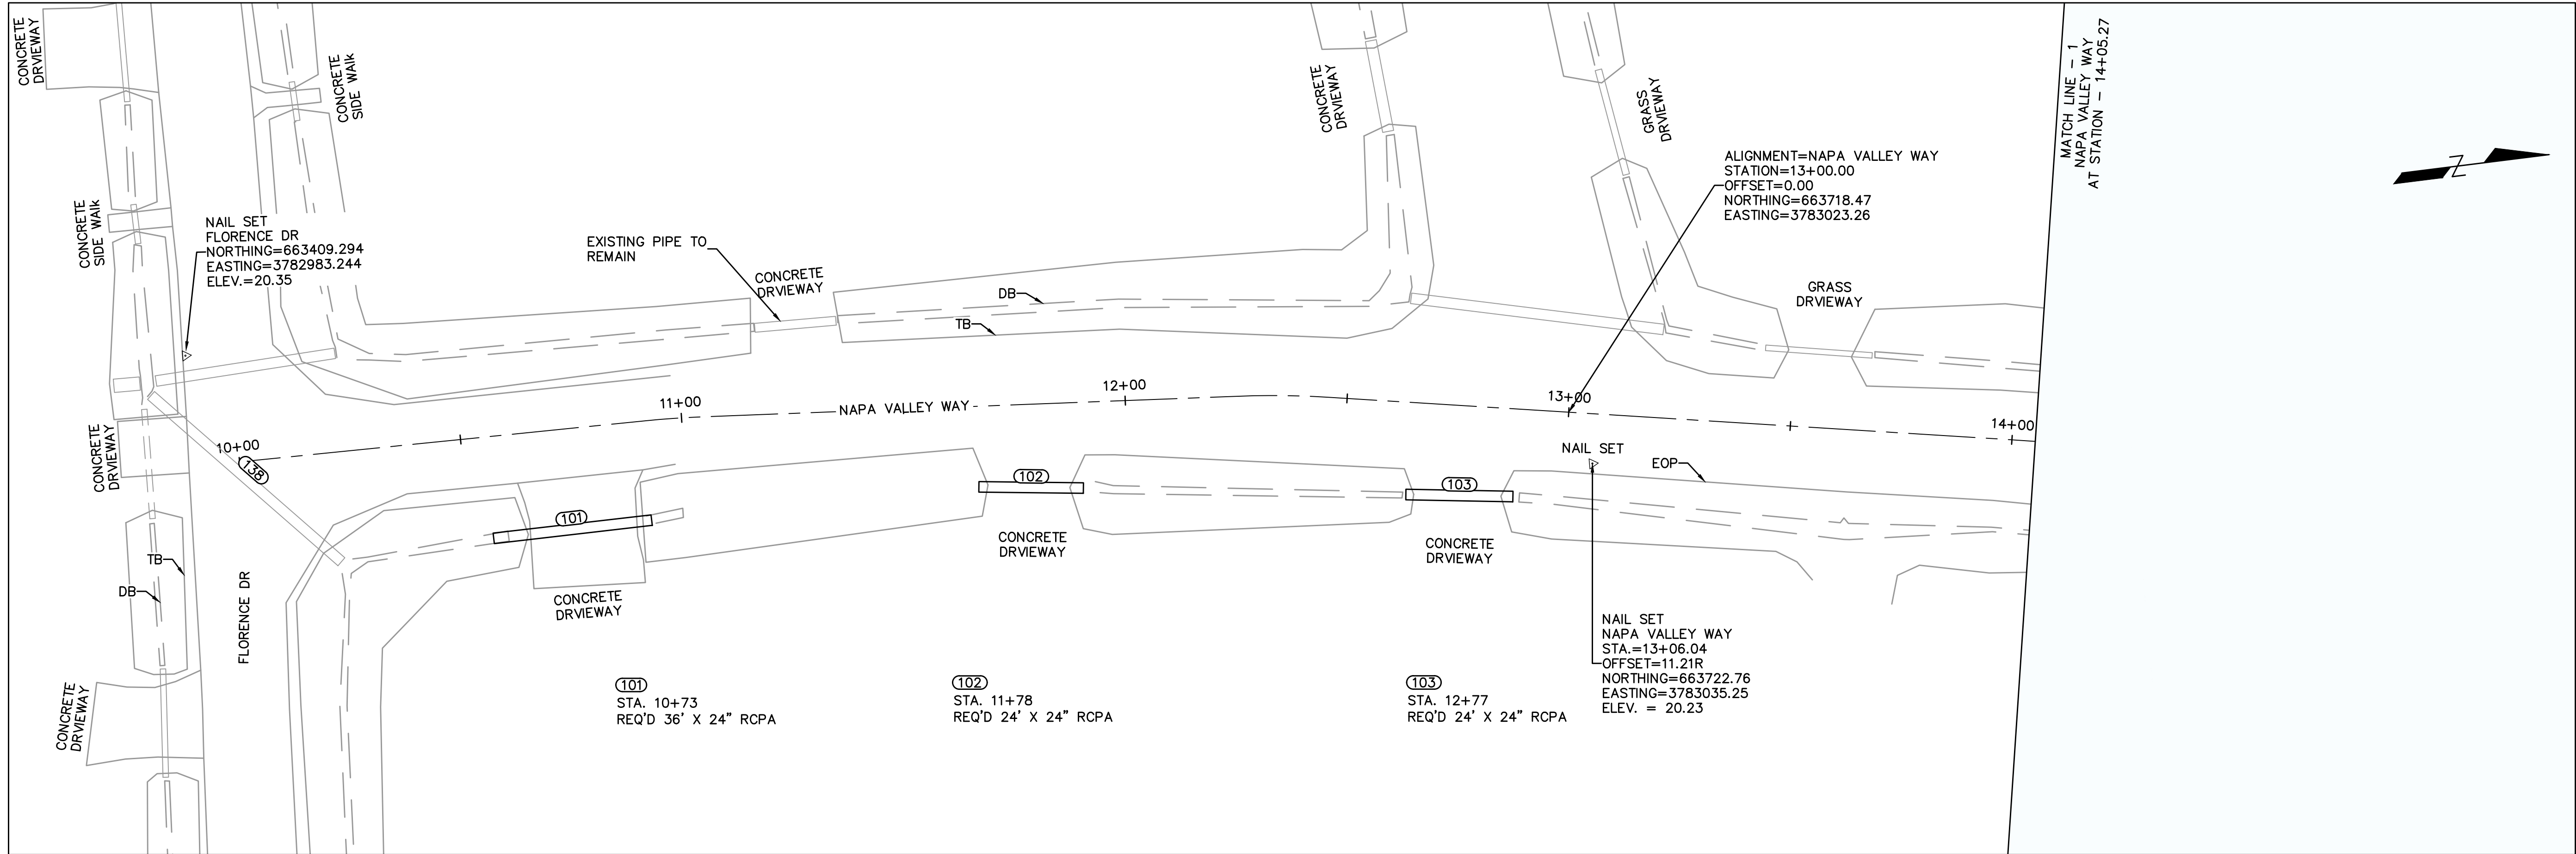 CONCRETE
DRVIEWAY
CONCRETE
SIDE WAlk
CONCRETE
DRVIEWAY
GRASS
DRVIEWAY
MATCH LINE - 1
NAPA VALLEY WAY
AT STATION - 14+05.27
N
ALIGNMENT=NAPA VALLEY WAY
STATION=13+00.00
OFFSET=0.00
NORTHING=663718.47
EASTING=3783023.26
CONCRETE
SIDE WAlk
NAIL SET
FLORENCE DR
NORTHING=663409.294
EASTING=3782983.244
ELEV.=20.35
EXISTING PIPE TO
REMAIN
CONCRETE
DRVIEWAY
DB
TB
GRASS
DRVIEWAY
10+00
11+00
NAPA VALLEY WAY
12+00
13+00
14+00
CONCRETE
DRVIEWAY
138
101
102
103
NAIL SET
EOP
CONCRETE
DRVIEWAY
CONCRETE
DRVIEWAY
CONCRETE
DRVIEWAY
TB
DB
FLORENCE DR
CONCRETE
DRVIEWAY
101
STA. 10+73
REQ'D 36' X 24" RCPA
102
STA. 11+78
REQ'D 24' X 24" RCPA
103
STA. 12+77
REQ'D 24' X 24" RCPA
NAIL SET
NAPA VALLEY WAY
STA.=13+06.04
OFFSET=11.21R
NORTHING=663722.76
EASTING=3783035.25
ELEV. = 20.23